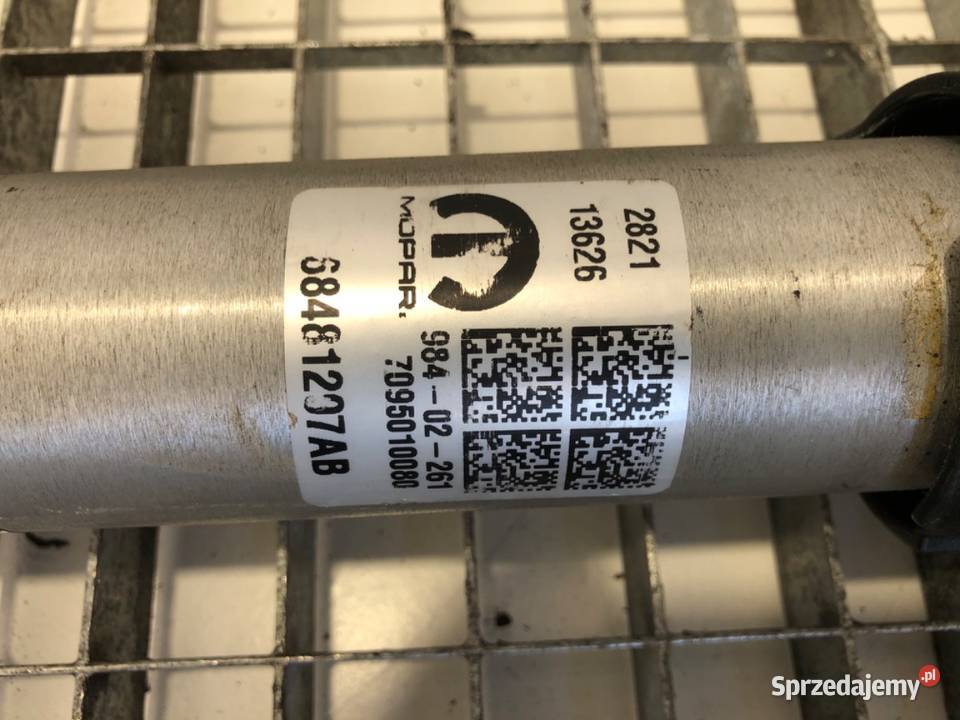 2821
13626
MOPAR.
984-02-261
7095010080
68481207AB
Sprzedajemy.pl